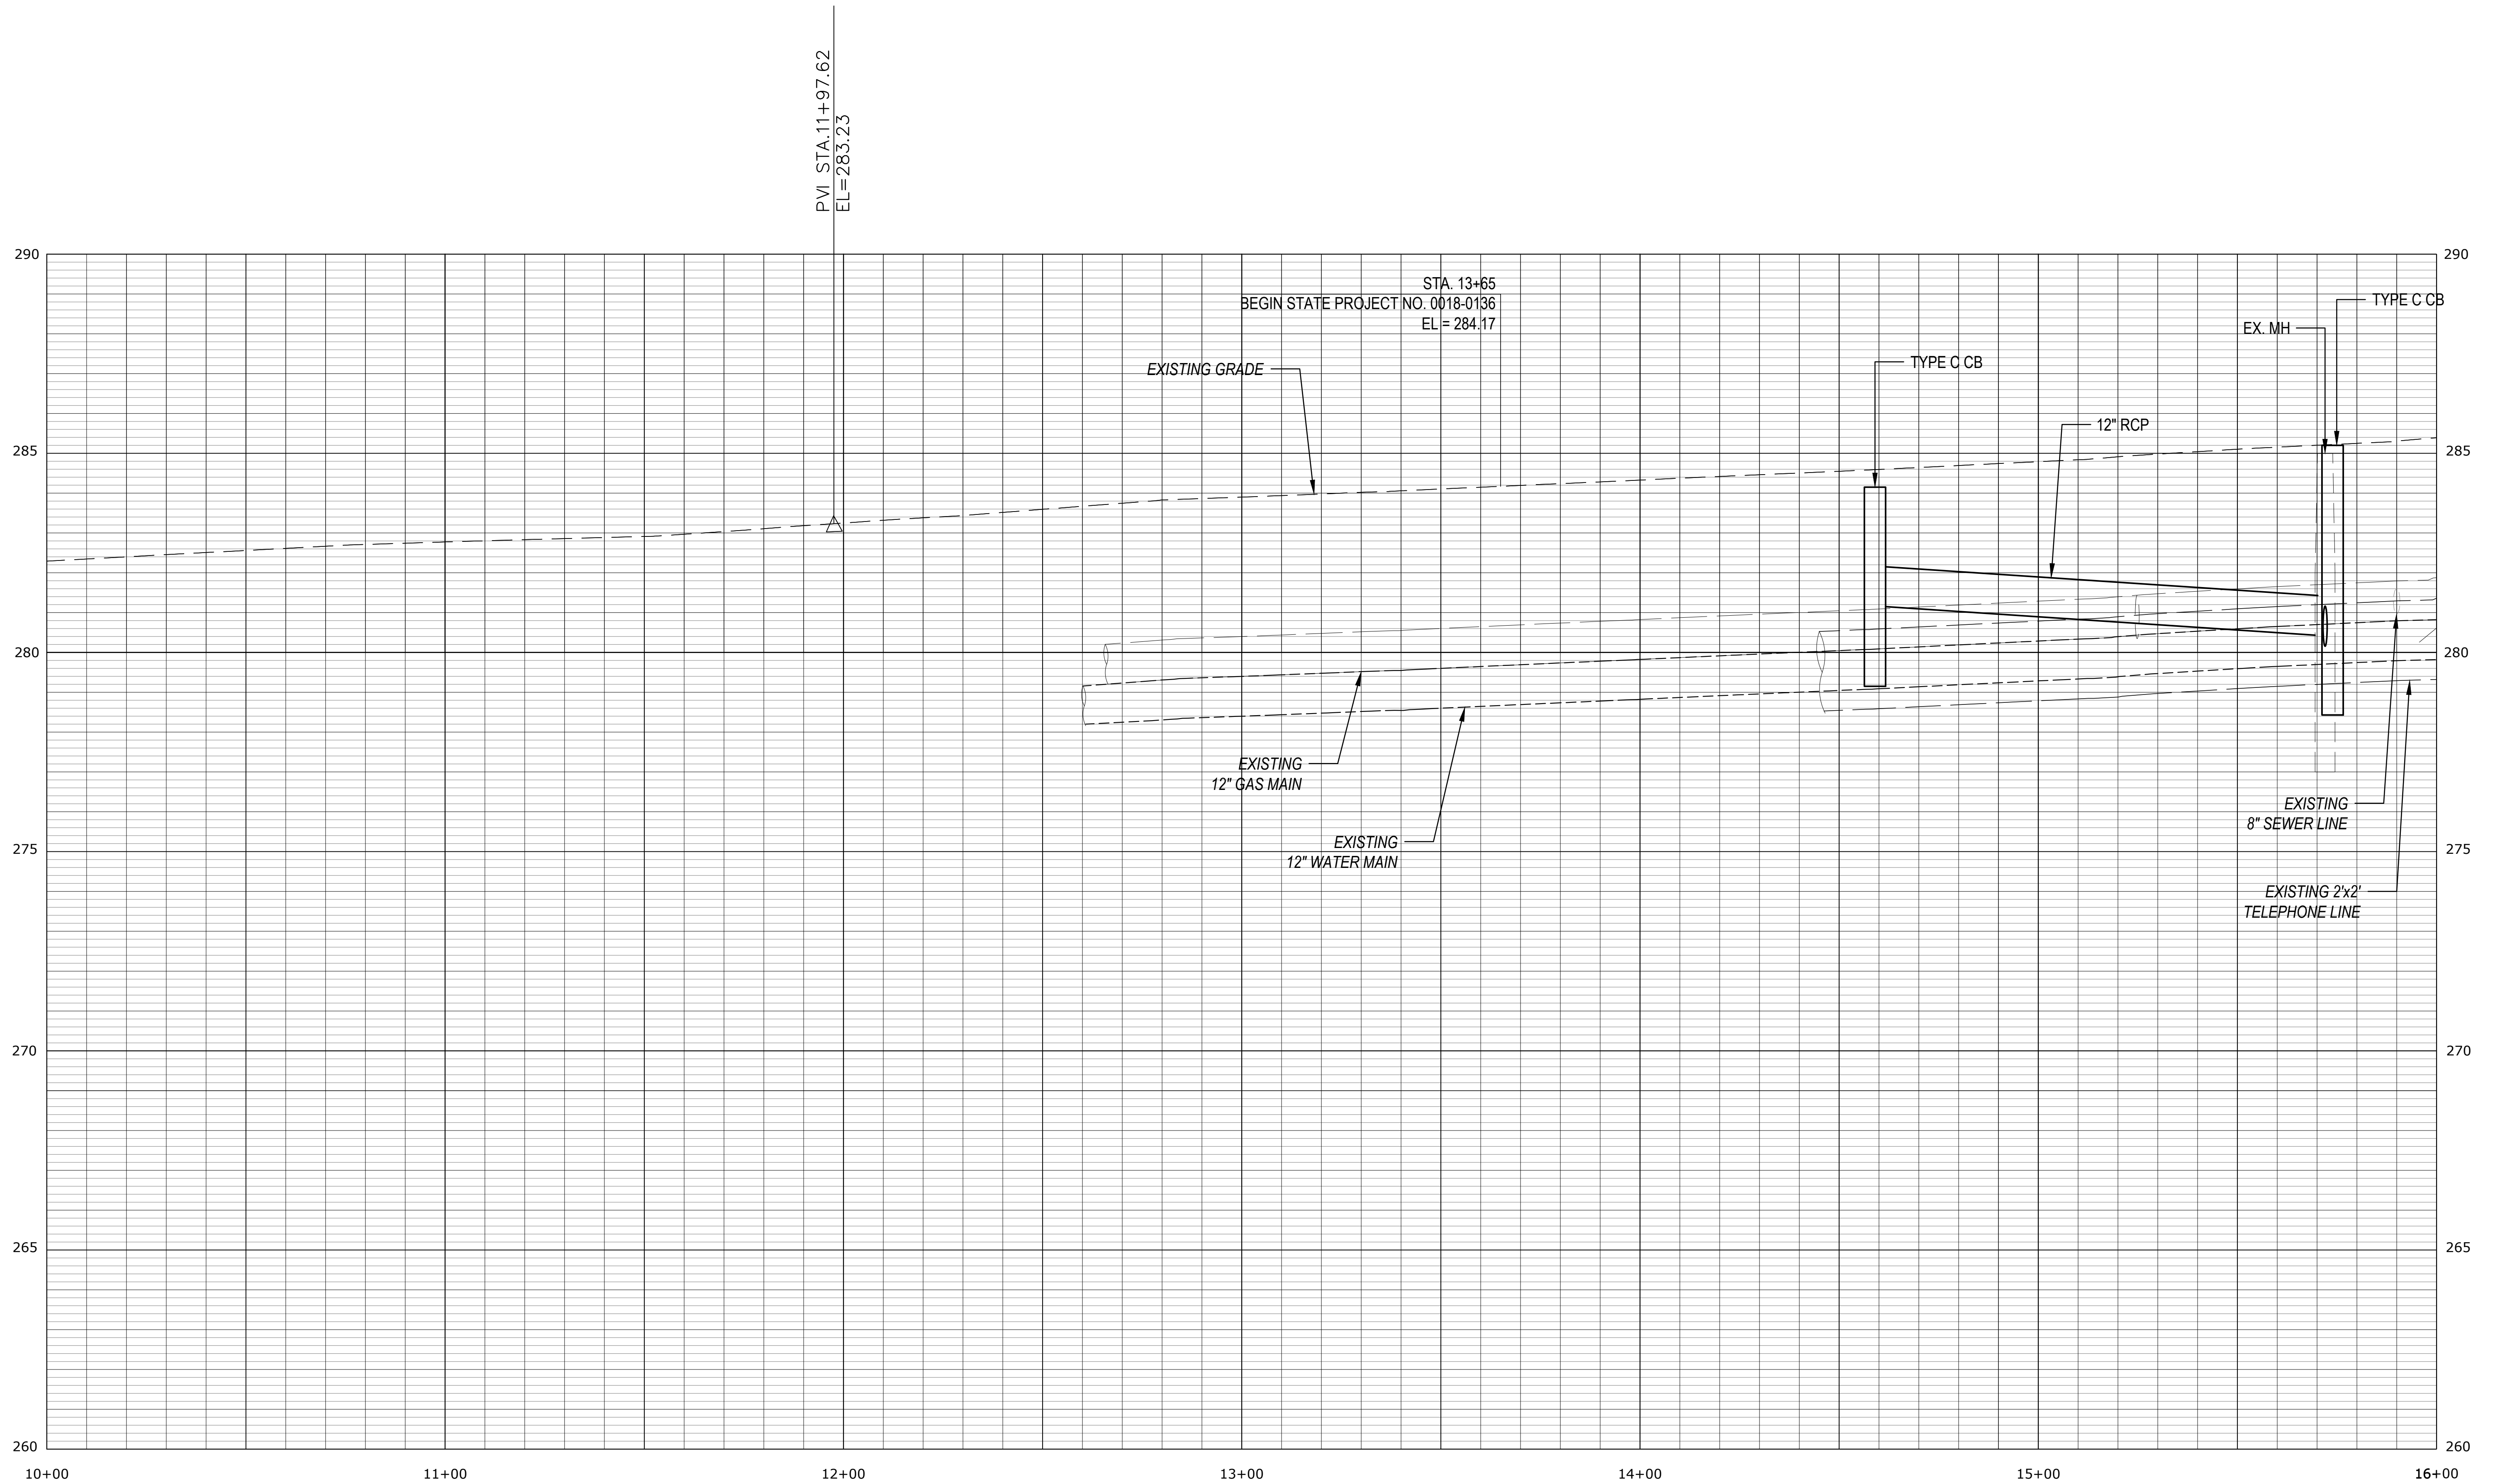 PVI STA.11+97.62
EL=283.23
290
290
STA. 13+65
BEGIN STATE PROJECT NO. 0018-0136
EL = 284.17
TYPE C CB
EX. MH
EXISTING GRADE
TYPE C CB
12" RCP
285
285
280
280
EXISTING
12" GAS MAIN
EXISTING
8" SEWER LINE
EXISTING
12" WATER MAIN
275
275
EXISTING 2'x2'
TELEPHONE LINE
270
270
265
265
260
260
10+00
11+00
12+00
13+00
14+00
15+00
16+00